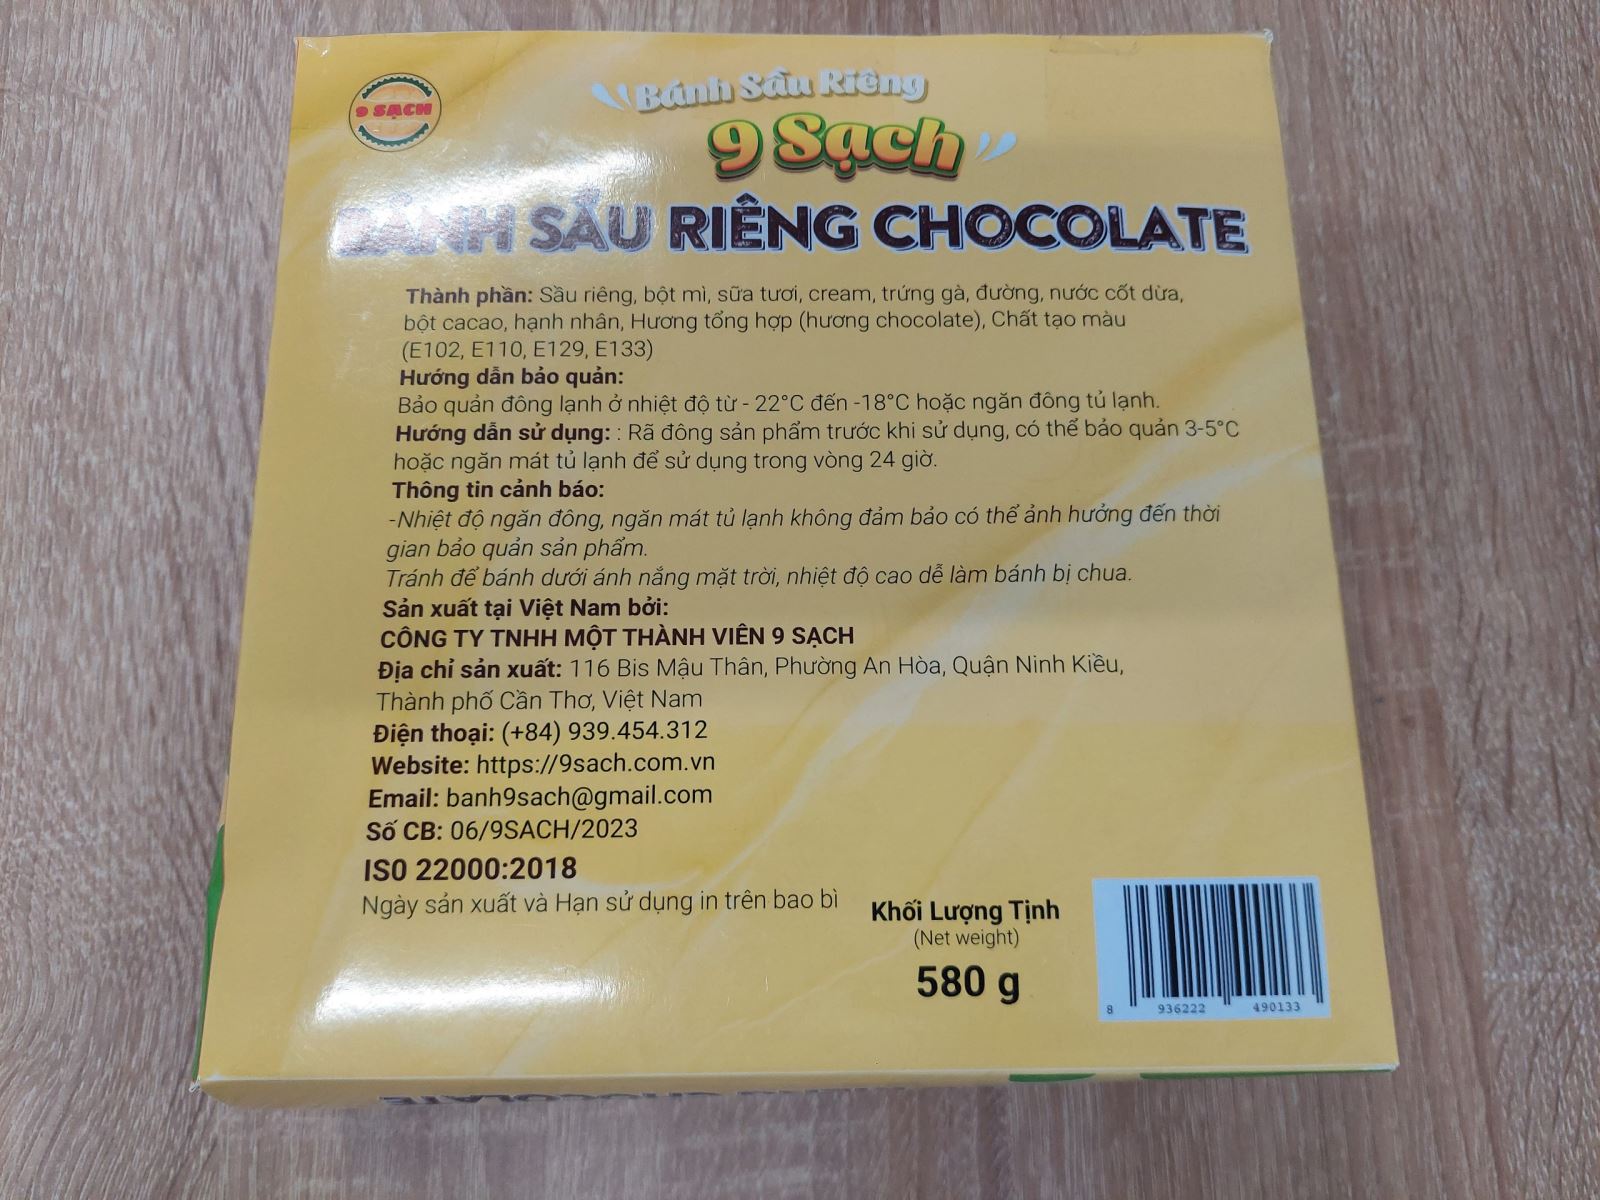 9 SẠCH
Bánh Sầu Riêng
9 Sạch
BÁNH SẦU RIÊNG CHOCOLATE
Thành phần: Sầu riêng, bột mì, sữa tươi, cream, trứng gà, đường, nước cốt dừa,
bột cacao, hạnh nhân, Hương tổng hợp (hương chocolate), Chất tạo màu
(E102, E110, E129, E133)
Hướng dẫn bảo quản:
Bảo quản đông lạnh ở nhiệt độ từ - 22°C đến -18°C hoặc ngăn đông tủ lạnh.
Hướng dẫn sử dụng: : Rã đông sản phẩm trước khi sử dụng, có thể bảo quản 3-5°C
hoặc ngăn mát tủ lạnh để sử dụng trong vòng 24 giờ.
Thông tin cảnh báo:
-Nhiệt độ ngăn đông, ngăn mát tủ lạnh không đảm bảo có thể ảnh hưởng đến thời
gian bảo quản sản phẩm.
Tránh để bánh dưới ánh nắng mặt trời, nhiệt độ cao dễ làm bánh bị chua.
Sản xuất tại Việt Nam bởi:
CÔNG TY TNHH MỘT THÀNH VIÊN 9 SẠCH
Địa chỉ sản xuất: 116 Bis Mậu Thân, Phường An Hòa, Quận Ninh Kiều,
Thành phố Cần Thơ, Việt Nam
Điện thoại: (+84) 939.454.312
Website: https://9sach.com.vn
Email: banh9sach@gmail.com
Số CB: 06/9SACH/2023
IS0 22000:2018
Ngày sản xuất và Hạn sử dụng in trên bao bì
Khối Lượng Tịnh
(Net weight)
580 g
8 936222 490133